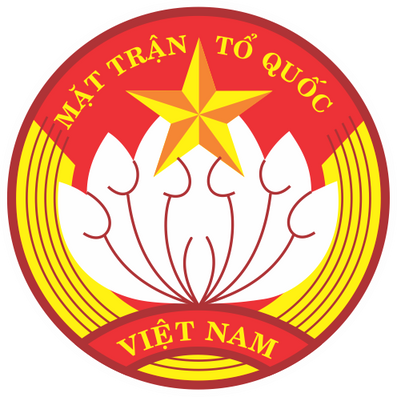 MẶT TRẬN TỔ QUỐC
VIỆT NAM